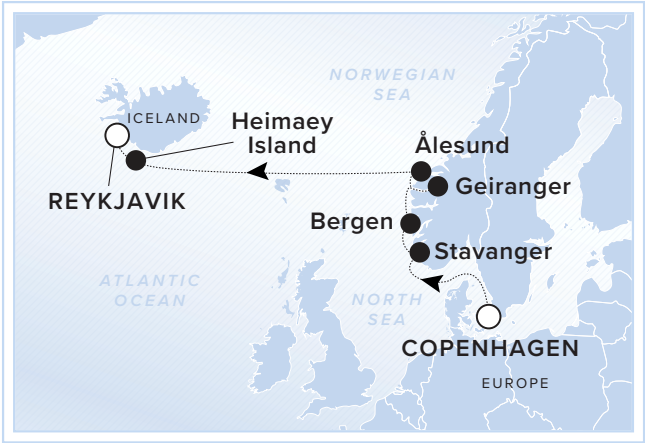 NORWEGIAN
SEA
ICELAND
Heimaey
Island
Ålesund
Geiranger
REYKJAVIK
Bergen
Stavanger
ATLANTIC
OCEAN
NORTH
SEA
COPENHAGEN
EUROPE